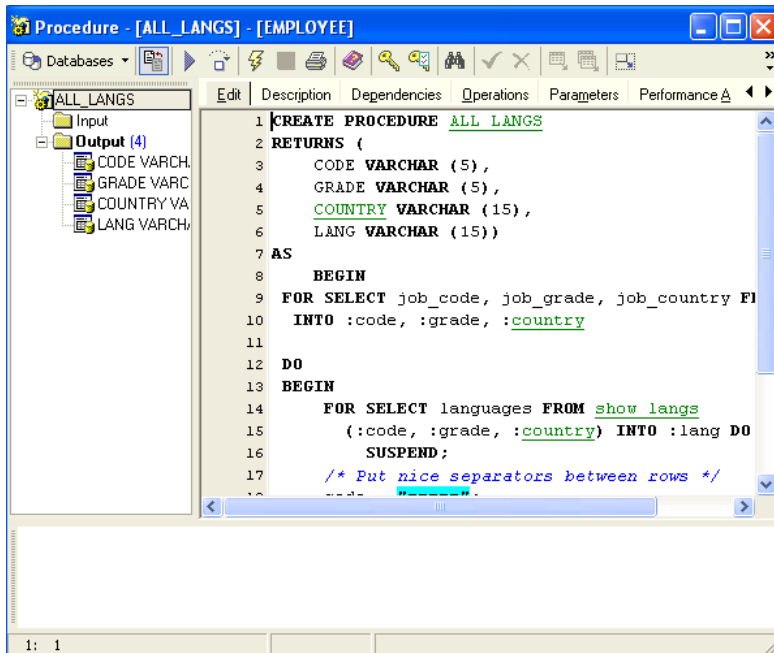 Procedure - [ALL_LANGS] - [EMPLOYEE]
Databases
ALL_LANGS
Input
Output (4)
CODE VARCH
GRADE VARC
COUNTRY VA
LANG VARCH
Edit Description Dependencies Operations Parameters Performance A
1 CREATE PROCEDURE ALL_LANGS
2 RETURNS (
3 CODE VARCHAR (5),
4 GRADE VARCHAR (5),
5 COUNTRY VARCHAR (15),
6 LANG VARCHAR (15))
7 AS
8 BEGIN
9 FOR SELECT job_code, job_grade, job_country F
10 INTO :code, :grade, :country
11
12 DO
13 BEGIN
14 FOR SELECT languages FROM show_langs
15 (:code, :grade, :country) INTO :lang DO
16 SUSPEND;
17 /* Put nice separators between rows */
1: 1